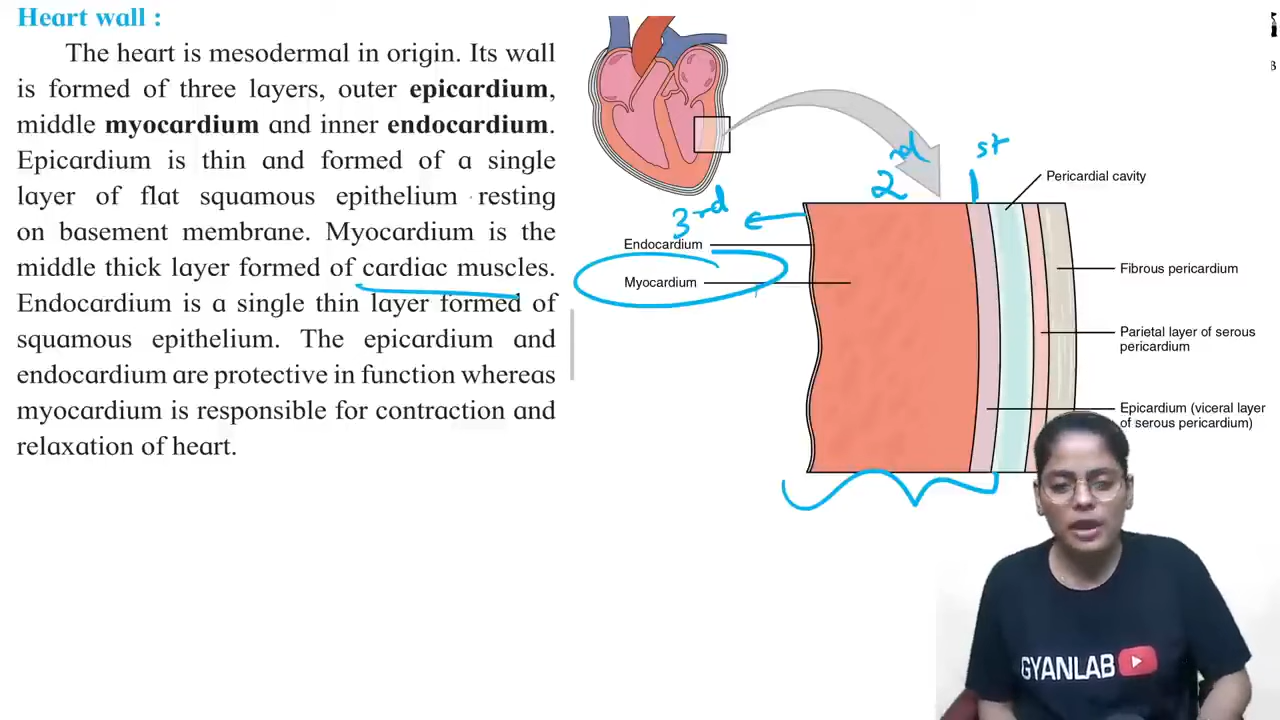 Heart wall :
The heart is mesodermal in origin. Its wall
is formed of three layers, outer epicardium,
middle myocardium and inner endocardium.
Epicardium is thin and formed of a single
layer of flat squamous epithelium resting
on basement membrane. Myocardium is the
middle thick layer formed of cardiac muscles.
Endocardium is a single thin layer formed of
squamous epithelium. The epicardium and
endocardium are protective in function whereas
myocardium is responsible for contraction and
relaxation of heart.
3rd
2nd
1st
Pericardial cavity
Endocardium
Myocardium
Fibrous pericardium
Parietal layer of serous
pericardium
Epicardium (viceral layer
of serous pericardium)
GYANLAB